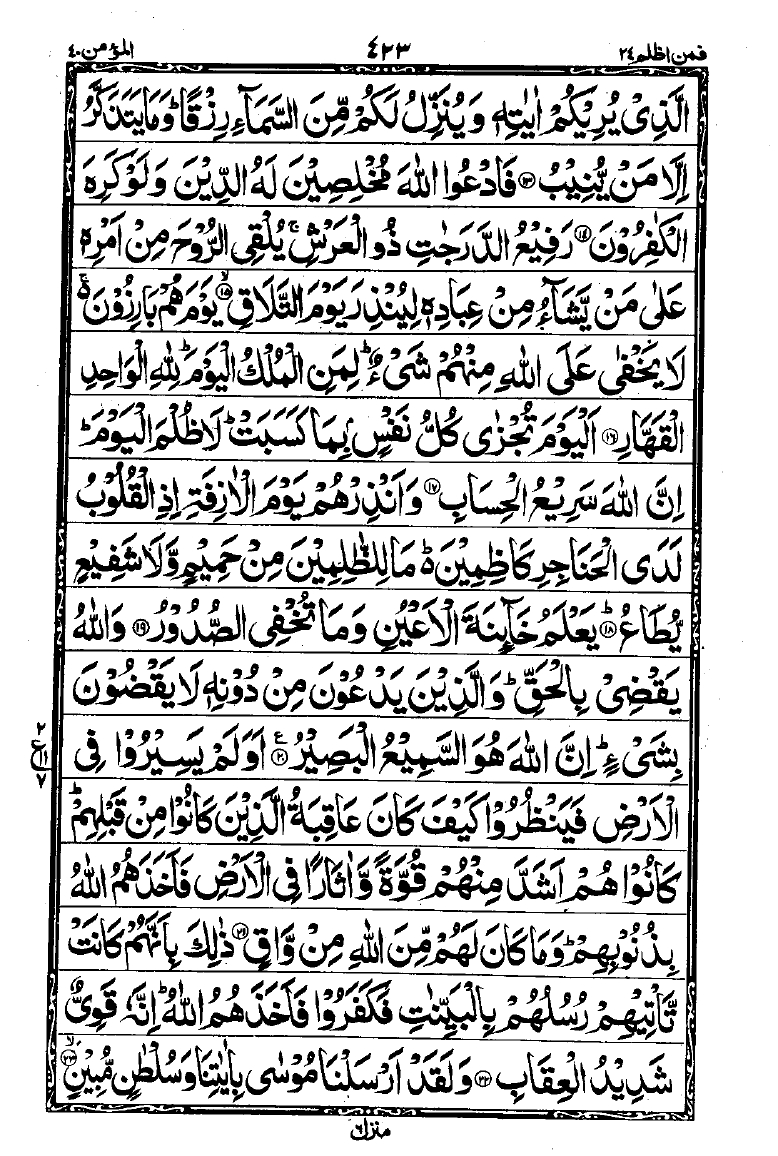 فمن اظلم ٢٤ ٤٢٣ المؤمن ٤٠
الَّذِىْ يُرِيْكُمْ اٰيٰتِهٖ وَيُنَزِّلُ لَكُمْ مِّنَ السَّمَآءِ رِزْقًا ؕ وَمَا يَتَذَكَّرُ
اِلَّا مَنْ يُّنِيْبُ ﴿۱۳﴾ فَادْعُوا اللّٰهَ مُخْلِصِيْنَ لَهُ الدِّيْنَ وَلَوْ كَرِهَ
الْكٰفِرُوْنَ ﴿۱۴﴾ رَفِيْعُ الدَّرَجٰتِ ذُو الْعَرْشِ ۚ يُلْقِى الرُّوْحَ مِنْ اَمْرِهٖ
عَلٰى مَنْ يَّشَآءُ مِنْ عِبَادِهٖ لِيُنْذِرَ يَوْمَ التَّلَاقِ ﴿ۙ۱۵﴾ يَوْمَ هُمْ بَارِزُوْنَ ۚ۬
لَا يَخْفٰى عَلَى اللّٰهِ مِنْهُمْ شَىْءٌ ؕ لِمَنِ الْمُلْكُ الْيَوْمَ ؕ لِلّٰهِ الْوَاحِدِ
الْقَهَّارِ ﴿۱۶﴾ اَلْيَوْمَ تُجْزٰى كُلُّ نَفْسٍۭ بِمَا كَسَبَتْ ؕ لَا ظُلْمَ الْيَوْمَ ؕ
اِنَّ اللّٰهَ سَرِيْعُ الْحِسَابِ ﴿۱۷﴾ وَاَنْذِرْهُمْ يَوْمَ الْاٰزِفَةِ اِذِ الْقُلُوْبُ
لَدَى الْحَنَاجِرِ كَاظِمِيْنَ ؕ۬ مَا لِلظّٰلِمِيْنَ مِنْ حَمِيْمٍ وَّلَا شَفِيْعٍ
يُّطَاعُ ﴿ؕ۱۸﴾ يَعْلَمُ خَآئِنَةَ الْاَعْيُنِ وَمَا تُخْفِى الصُّدُوْرُ ﴿۱۹﴾ وَاللّٰهُ
يَقْضِىْ بِالْحَقِّ ؕ وَالَّذِيْنَ يَدْعُوْنَ مِنْ دُوْنِهٖ لَا يَقْضُوْنَ
بِشَىْءٍ ؕ اِنَّ اللّٰهَ هُوَ السَّمِيْعُ الْبَصِيْرُ ﴿۲۰﴾ ع اَوَلَمْ يَسِيْرُوْا فِى
٢ ع ١١ ٧
الْاَرْضِ فَيَنْظُرُوْا كَيْفَ كَانَ عَاقِبَةُ الَّذِيْنَ كَانُوْا مِنْ قَبْلِهِمْ ؕ
كَانُوْا هُمْ اَشَدَّ مِنْهُمْ قُوَّةً وَّاٰثَارًا فِى الْاَرْضِ فَاَخَذَهُمُ اللّٰهُ
بِذُنُوْبِهِمْ ؕ وَمَا كَانَ لَهُمْ مِّنَ اللّٰهِ مِنْ وَّاقٍ ﴿۲۱﴾ ذٰلِكَ بِاَنَّهُمْ كَانَتْ
تَّاْتِيْهِمْ رُسُلُهُمْ بِالْبَيِّنٰتِ فَكَفَرُوْا فَاَخَذَهُمُ اللّٰهُ ؕ اِنَّهٗ قَوِىٌّ
شَدِيْدُ الْعِقَابِ ﴿۲۲﴾ وَلَقَدْ اَرْسَلْنَا مُوْسٰى بِاٰيٰتِنَا وَسُلْطٰنٍ مُّبِيْنٍ ﴿ۙ۲۳﴾
منزل ٦